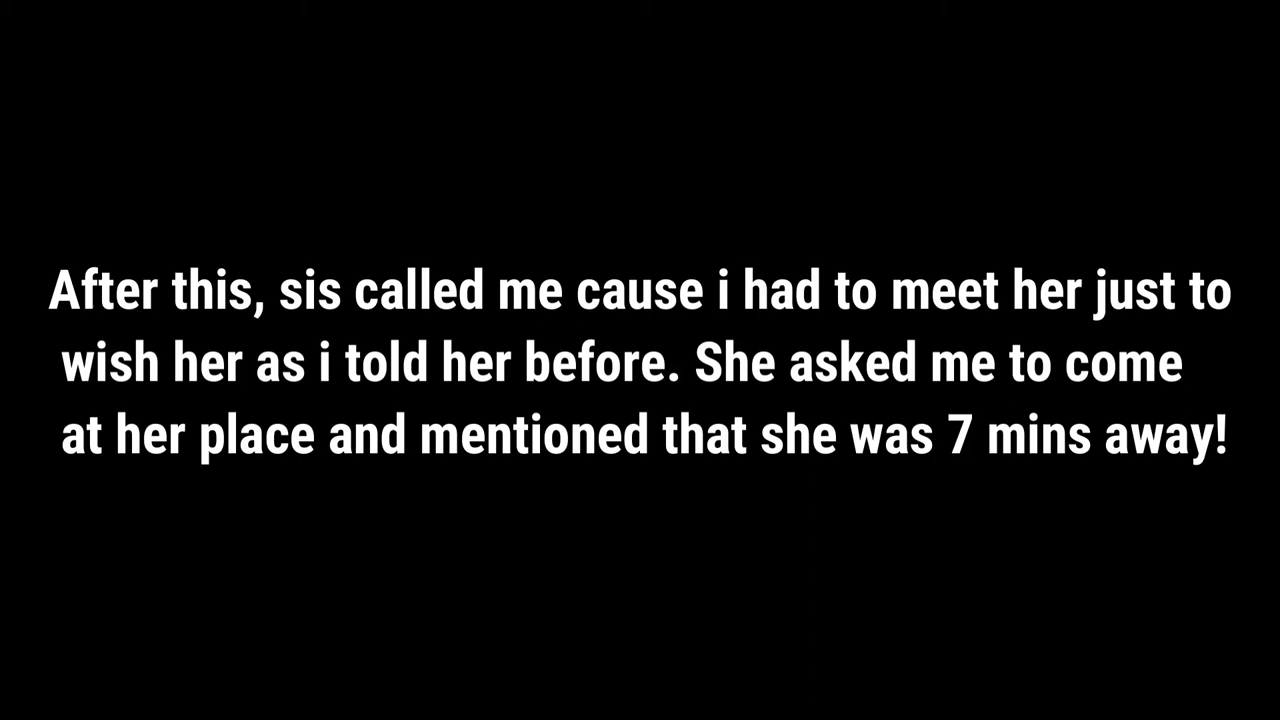 After this, sis called me cause i had to meet her just to
wish her as i told her before. She asked me to come
at her place and mentioned that she was 7 mins away!